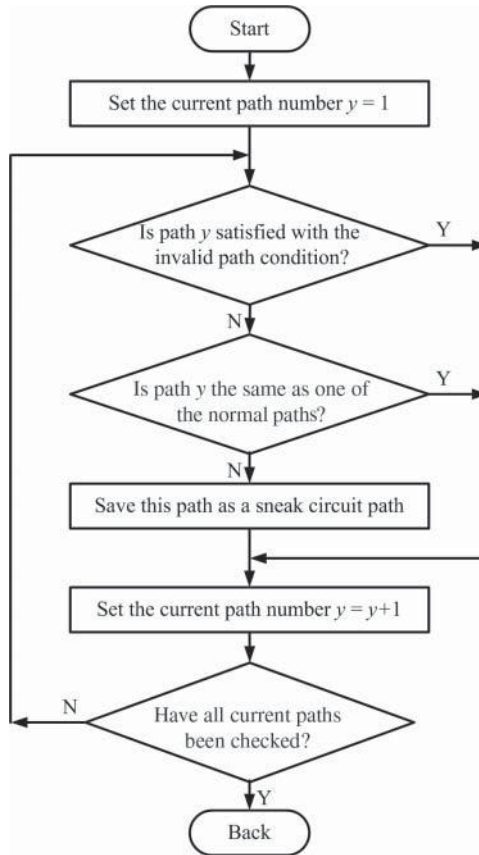 Start
Set the current path number y = 1
Is path y satisfied with the
invalid path condition?
Y
N
Is path y the same as one of
the normal paths?
Y
N
Save this path as a sneak circuit path
Set the current path number y = y+1
Have all current paths
been checked?
N
Y
Back